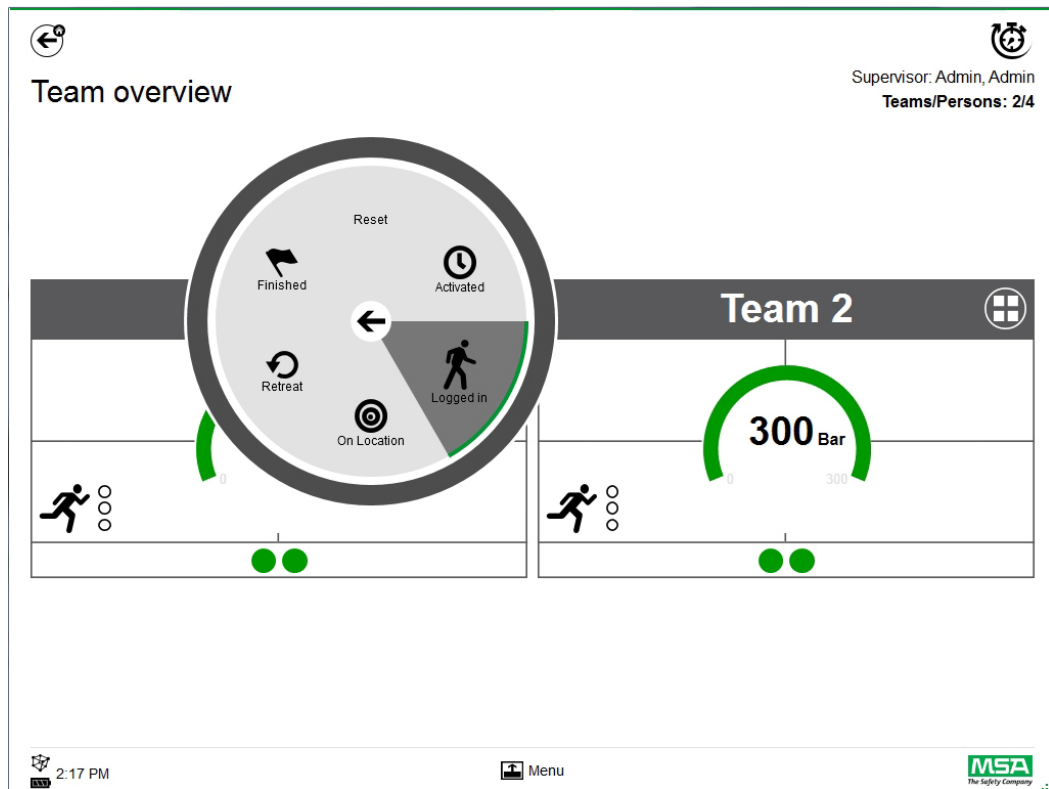 Supervisor: Admin, Admin
Team overview
Teams/Persons: 2/4
Reset
Finished
Activated
Team 2
Retreat
Logged in
On Location
300 Bar
0
0
300
2:17 PM
Menu
MSA
The Safety Company